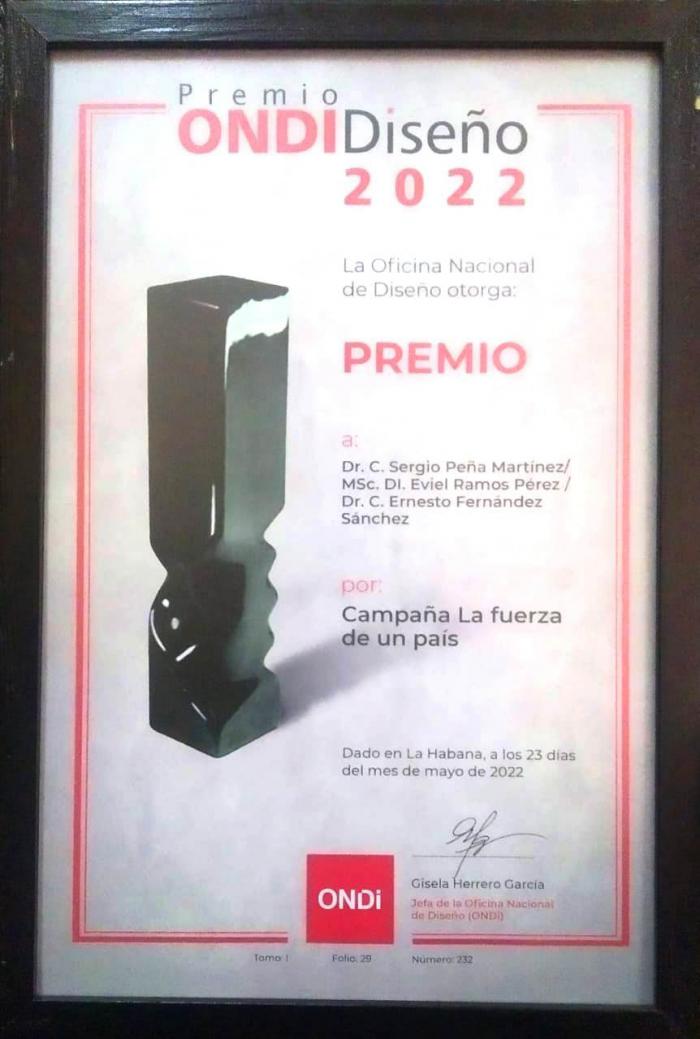 Premio
ONDIDiseño
2022
La Oficina Nacional
de Diseño otorga:
PREMIO
a:
Dr. C. Sergio Peña Martínez/
MSc. DI. Eviel Ramos Pérez /
Dr. C. Ernesto Fernández
Sánchez
por:
Campaña La fuerza
de un país
Dado en La Habana, a los 23 días
del mes de mayo de 2022
Gisela Herrero García
Jefa de la Oficina Nacional
de Diseño (ONDi)
ONDi
Tomo: I Folio: 29 Número: 232